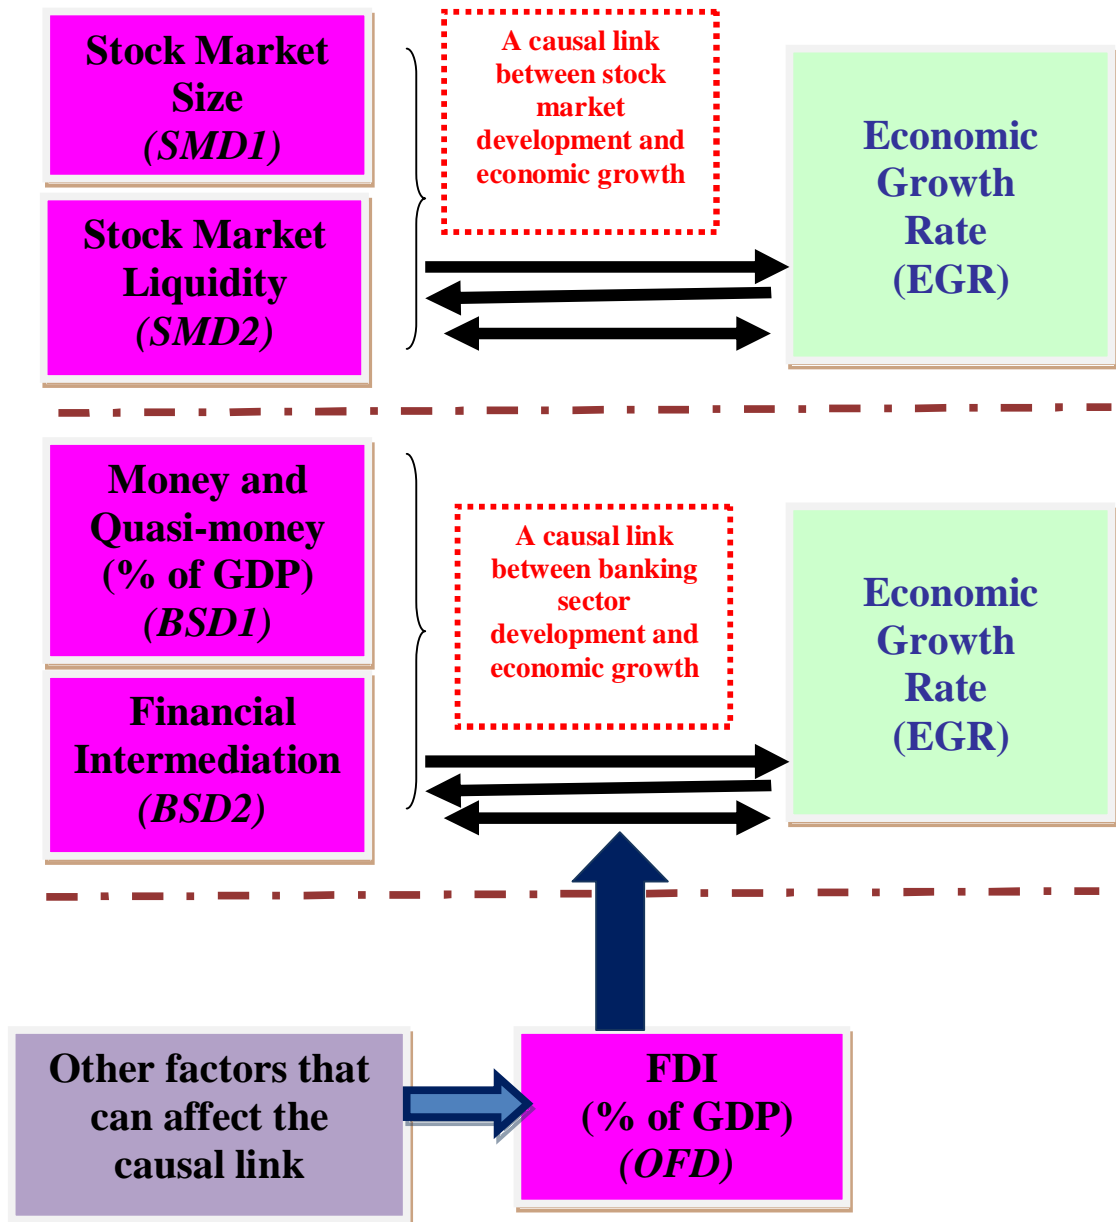 Stock Market
Size
(SMD1)
A causal link
between stock
market
development and
economic growth
Economic
Growth
Rate
(EGR)
Stock Market
Liquidity
(SMD2)
Money and
Quasi-money
(% of GDP)
(BSD1)
A causal link
between banking
sector
development and
economic growth
Economic
Growth
Rate
(EGR)
Financial
Intermediation
(BSD2)
Other factors that
can affect the
causal link
FDI
(% of GDP)
(OFD)